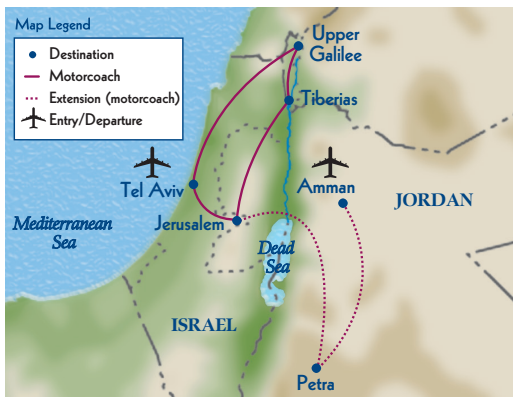 Map Legend
Destination
Motorcoach
Extension (motorcoach)
Entry/Departure
Upper
Galilee
Tiberias
Tel Aviv
Amman
JORDAN
Mediterranean
Sea
Jerusalem
Dead
Sea
ISRAEL
Petra